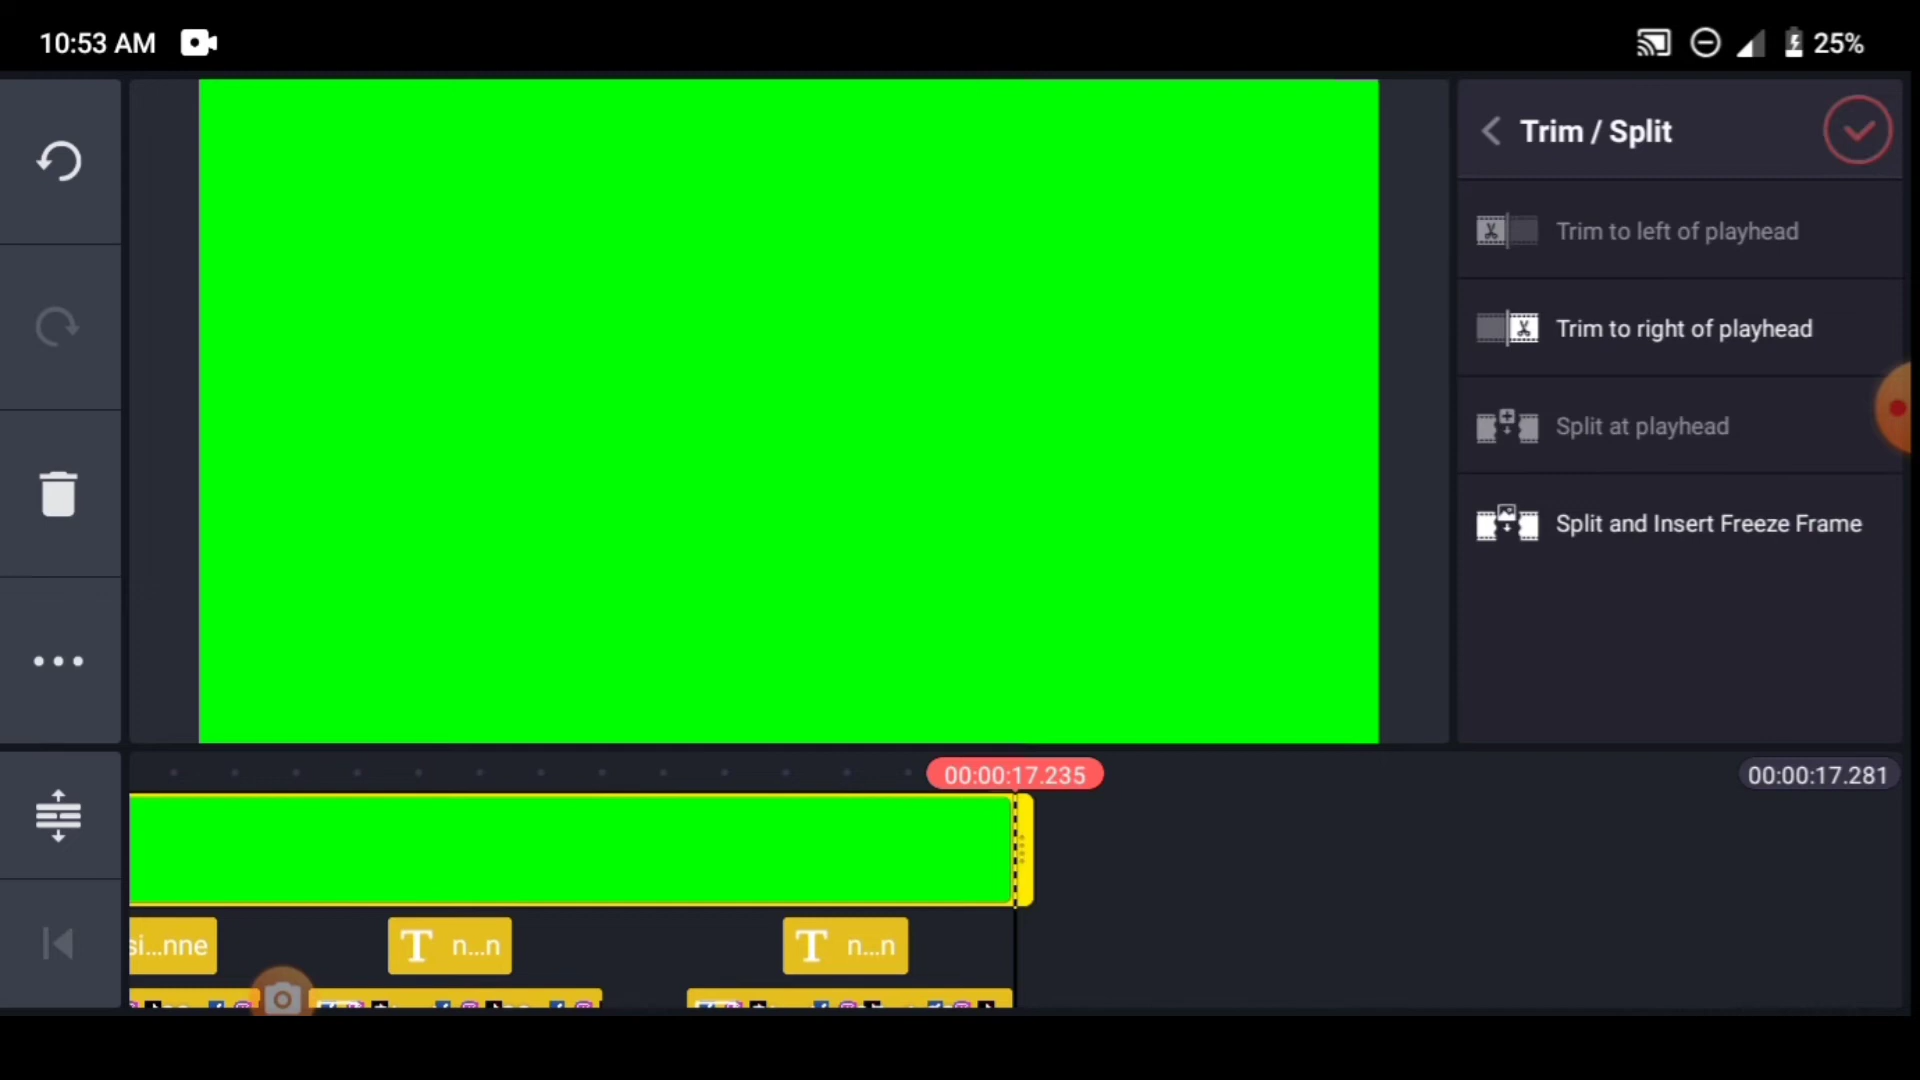 10:53 AM
25%
Trim / Split
Trim to left of playhead
Trim to right of playhead
Split at playhead
Split and Insert Freeze Frame
00:00:17.235
00:00:17.281
si...nne
T n...n
T n...n